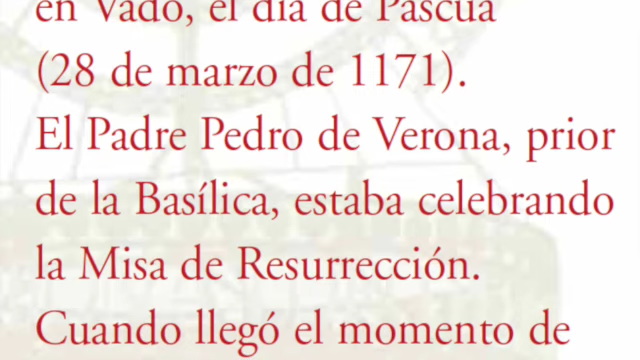 en Vado, el día de Pascua
(28 de marzo de 1171).
El Padre Pedro de Verona, prior
de la Basílica, estaba celebrando
la Misa de Resurrección.
Cuando llegó el momento de